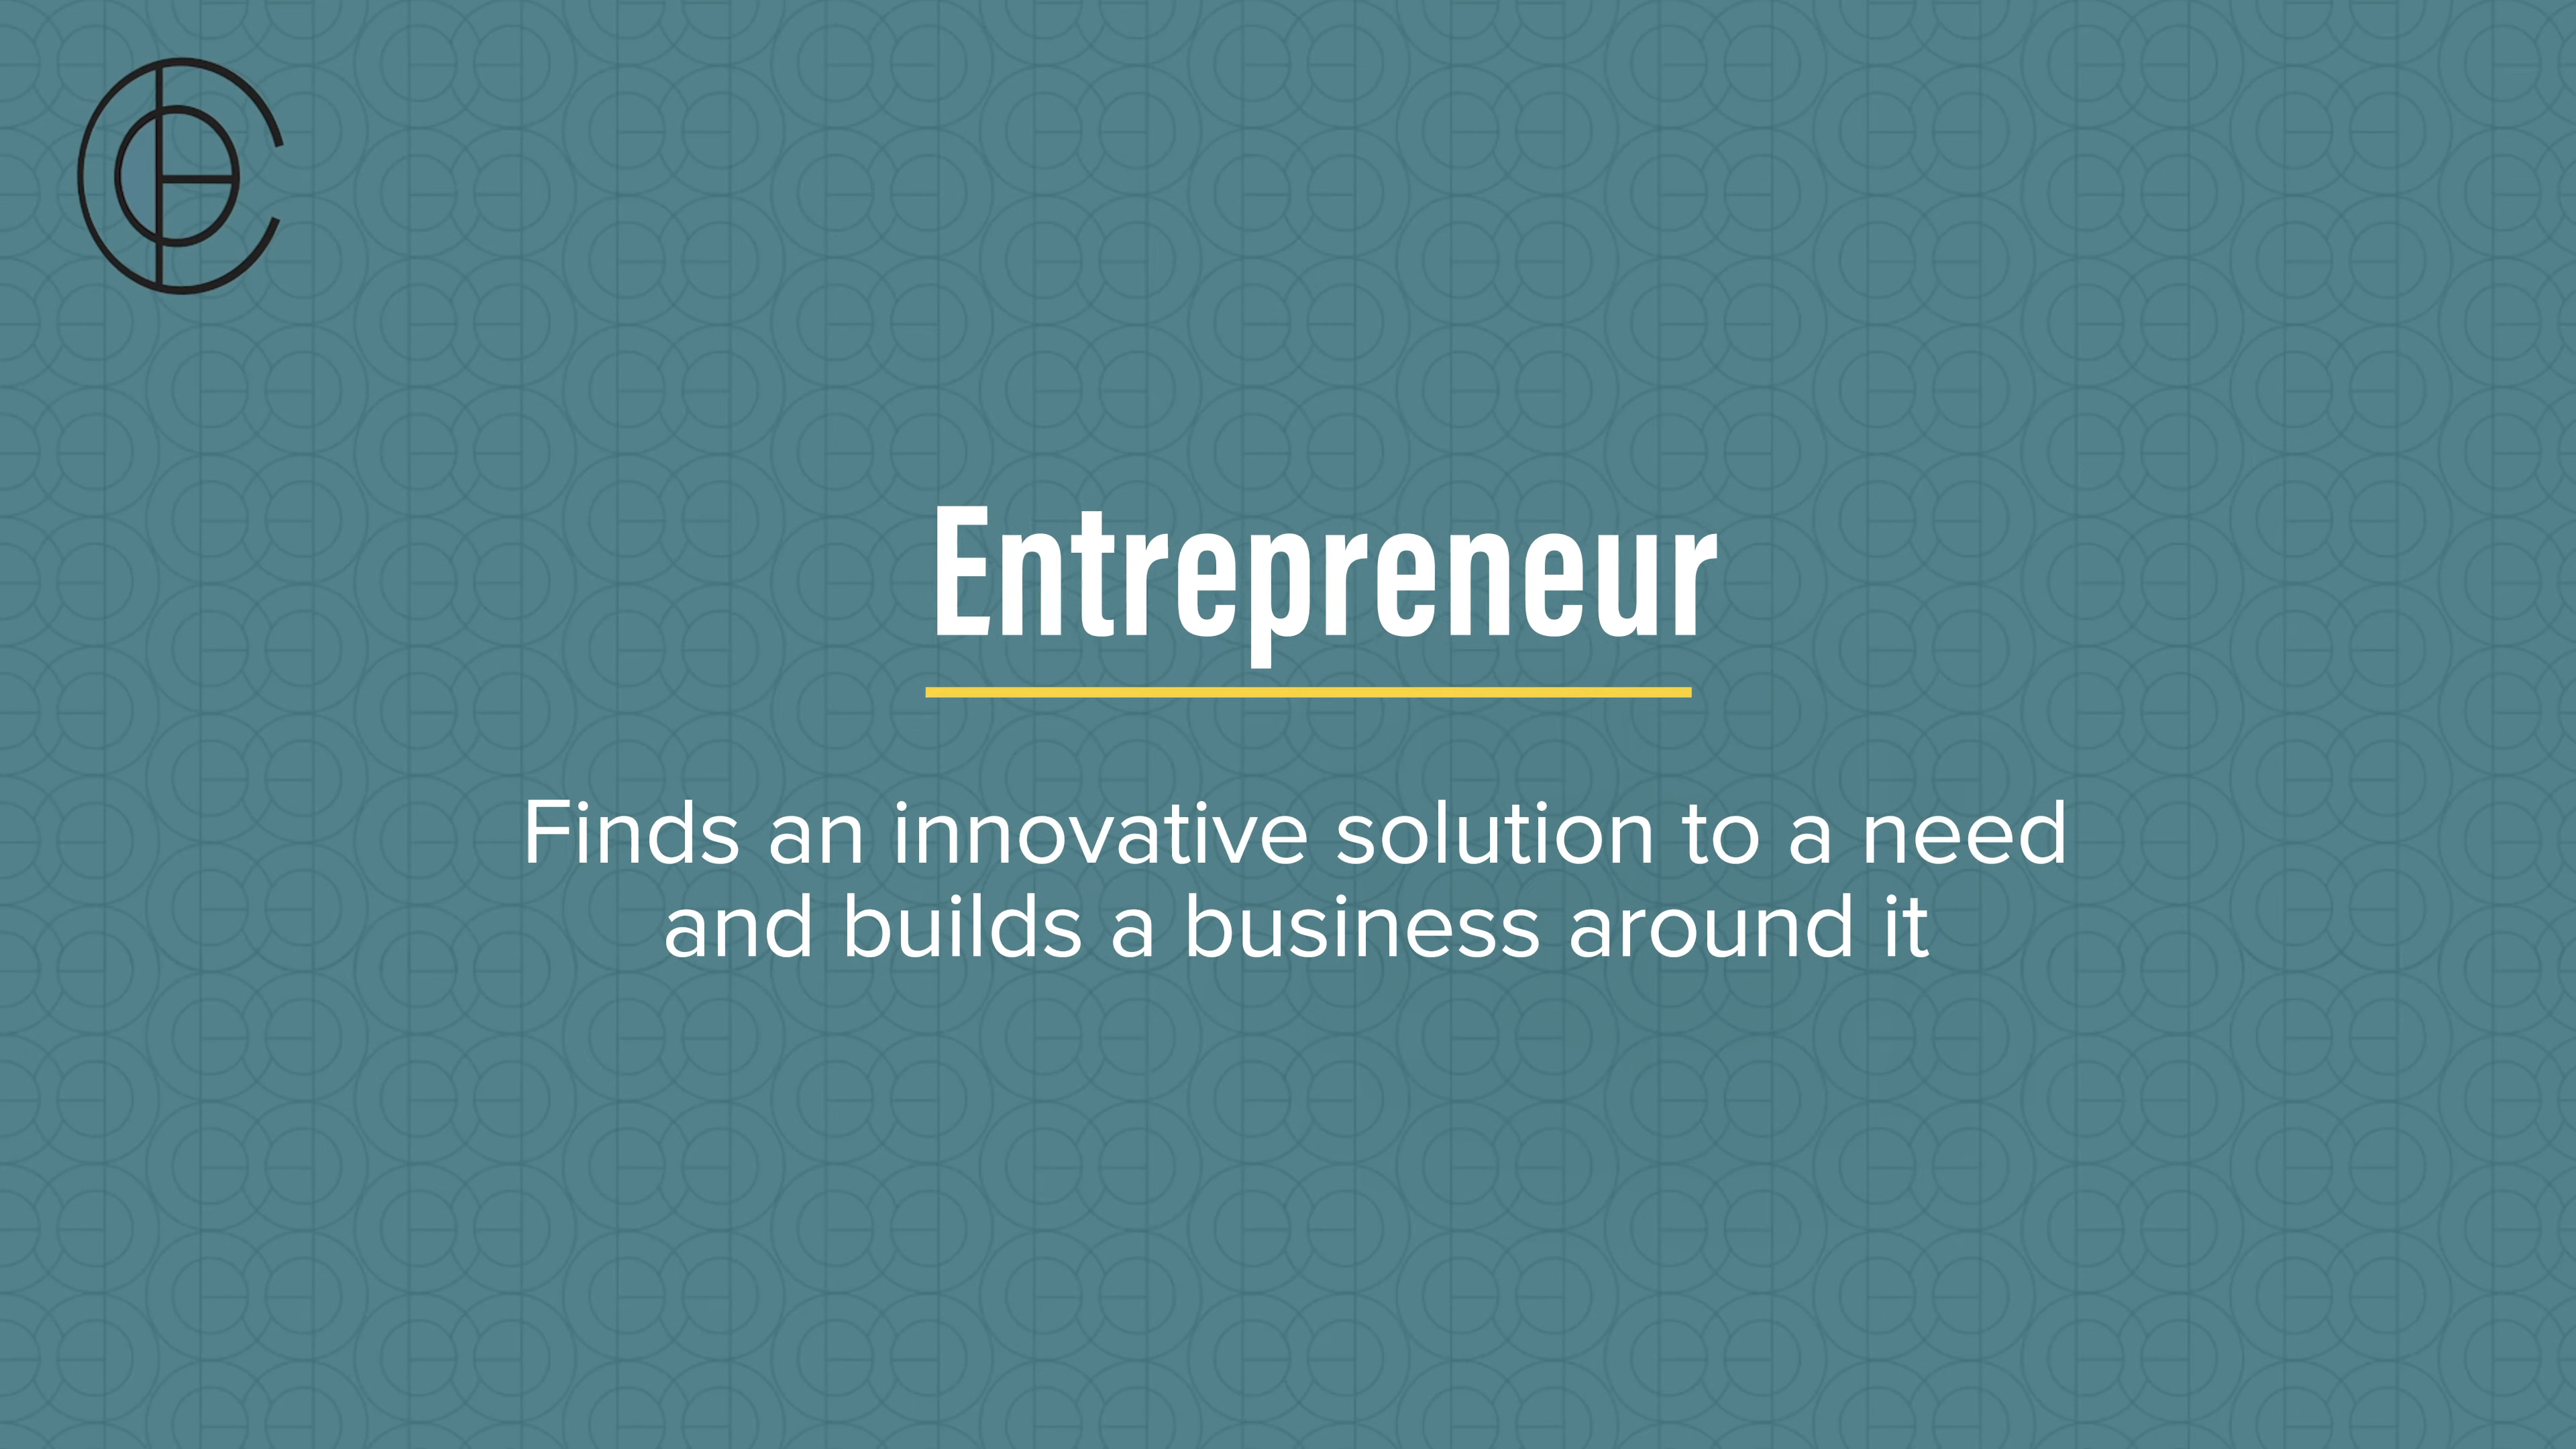 Entrepreneur
Finds an innovative solution to a need
and builds a business around it